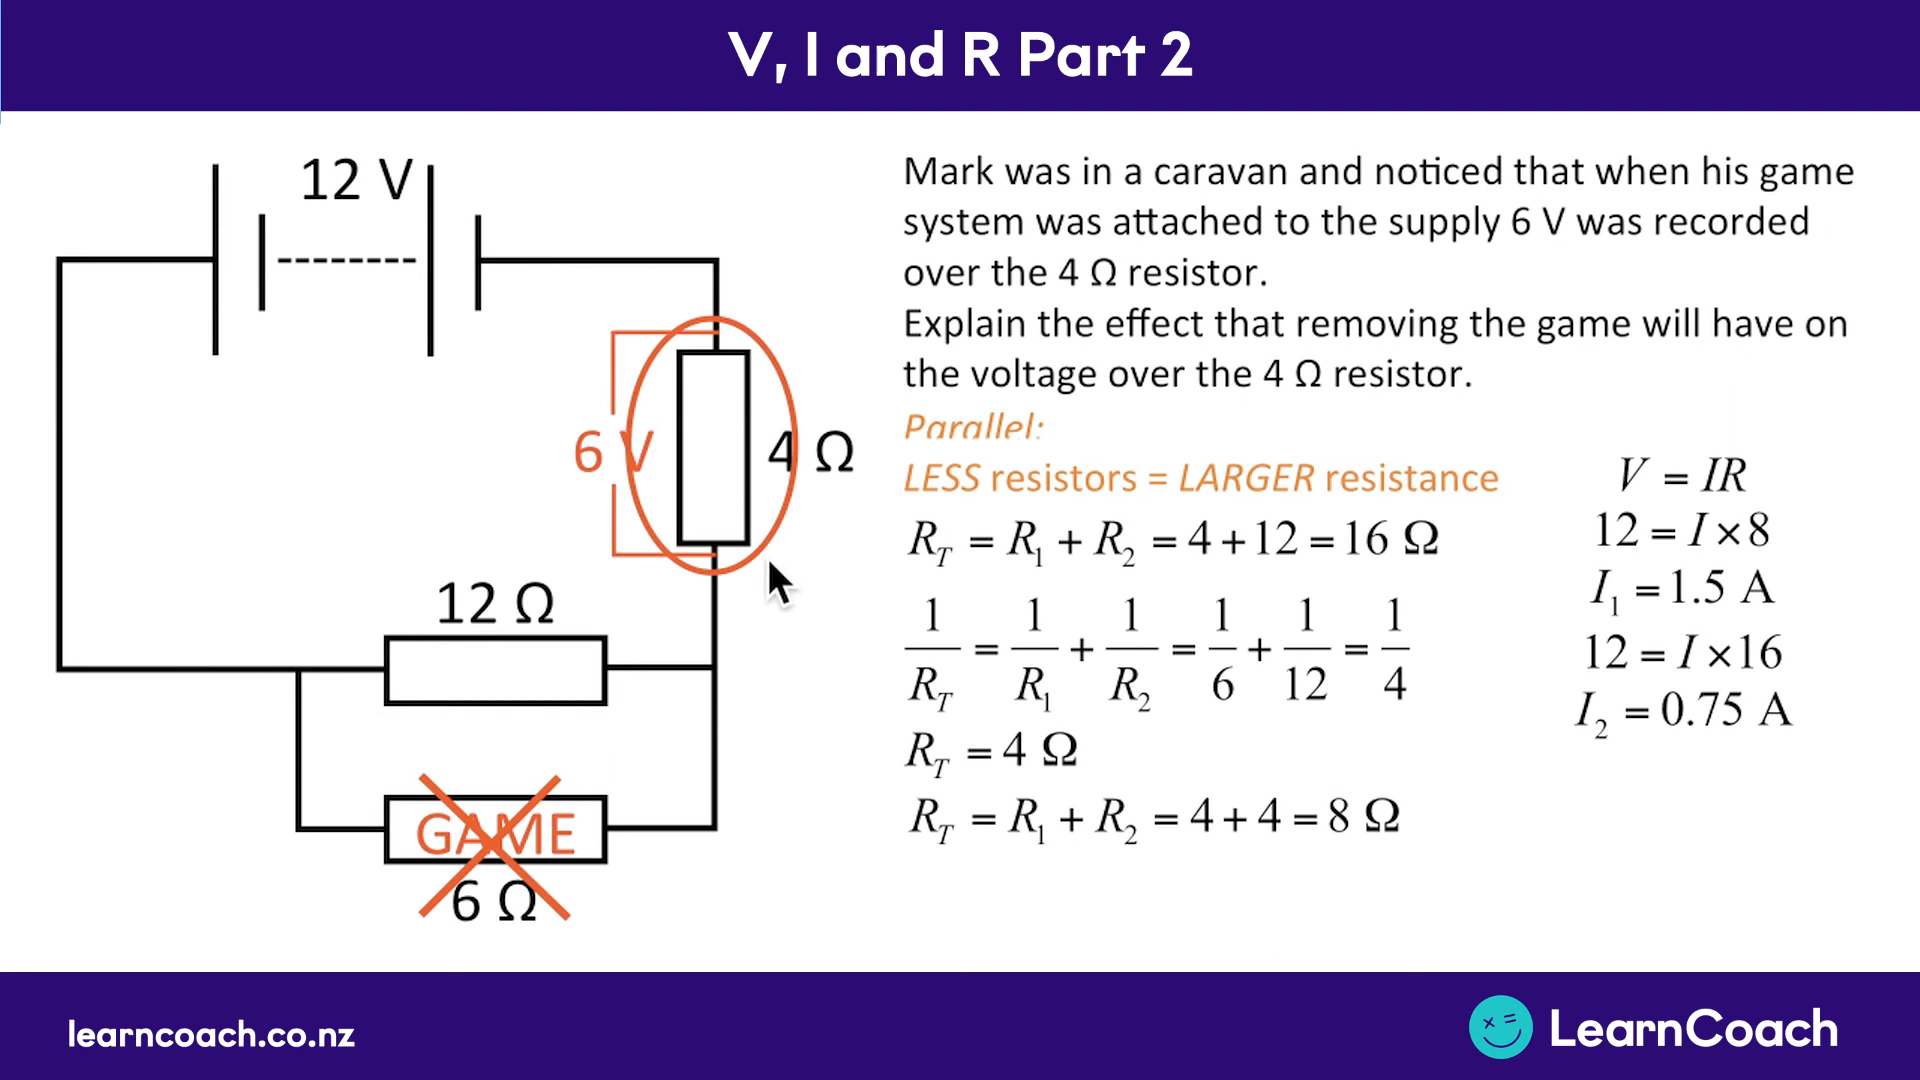 V, I and R Part 2
12 V
6 V
4 Ω
12 Ω
GAME
6 Ω
Mark was in a caravan and noticed that when his game
system was attached to the supply 6 V was recorded
over the 4 Ω resistor.
Explain the effect that removing the game will have on
the voltage over the 4 Ω resistor.
Parallel:
LESS resistors = LARGER resistance
R_T = R_1 + R_2 = 4 + 12 = 16 Ω
1/R_T = 1/R_1 + 1/R_2 = 1/6 + 1/12 = 1/4
R_T = 4 Ω
R_T = R_1 + R_2 = 4 + 4 = 8 Ω
V = IR
12 = I × 8
I_1 = 1.5 A
12 = I × 16
I_2 = 0.75 A
learncoach.co.nz
LearnCoach